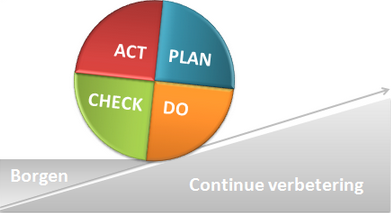 ACT
PLAN
CHECK
DO
Borgen
Continue verbetering